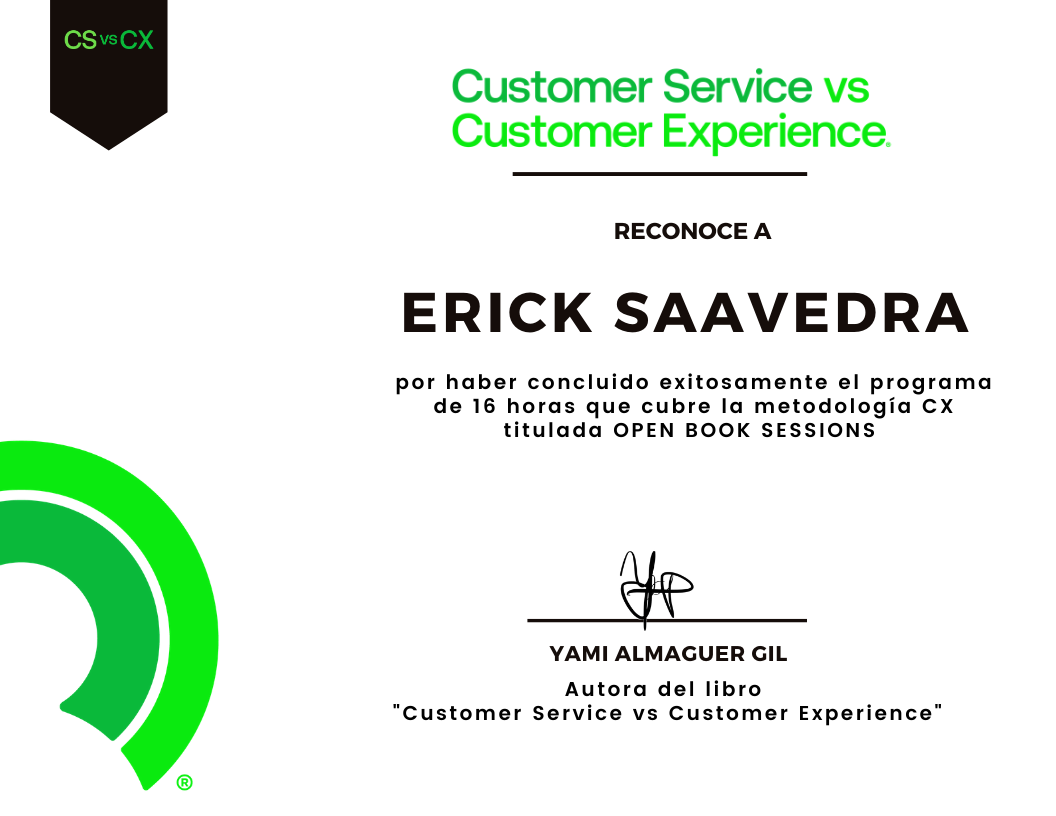 CS vs CX
Customer Service vs
Customer Experience®
RECONOCE A
ERICK SAAVEDRA
por haber concluido exitosamente el programa
de 16 horas que cubre la metodología CX
titulada OPEN BOOK SESSIONS
YAMI ALMAGUER GIL
Autora del libro
"Customer Service vs Customer Experience"
®